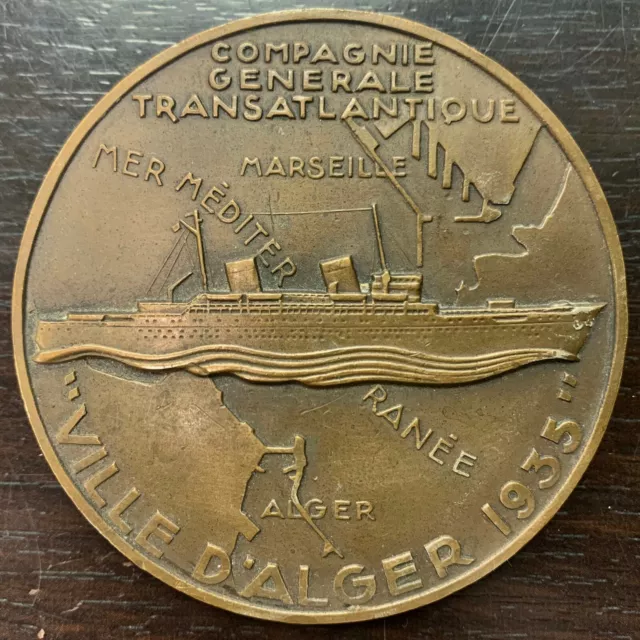 COMPAGNIE
GENERALE
TRANSATLANTIQUE
MARSEILLE
MER MÉDITER
RANÉE
ALGER
"VILLE D'ALGER 1935"